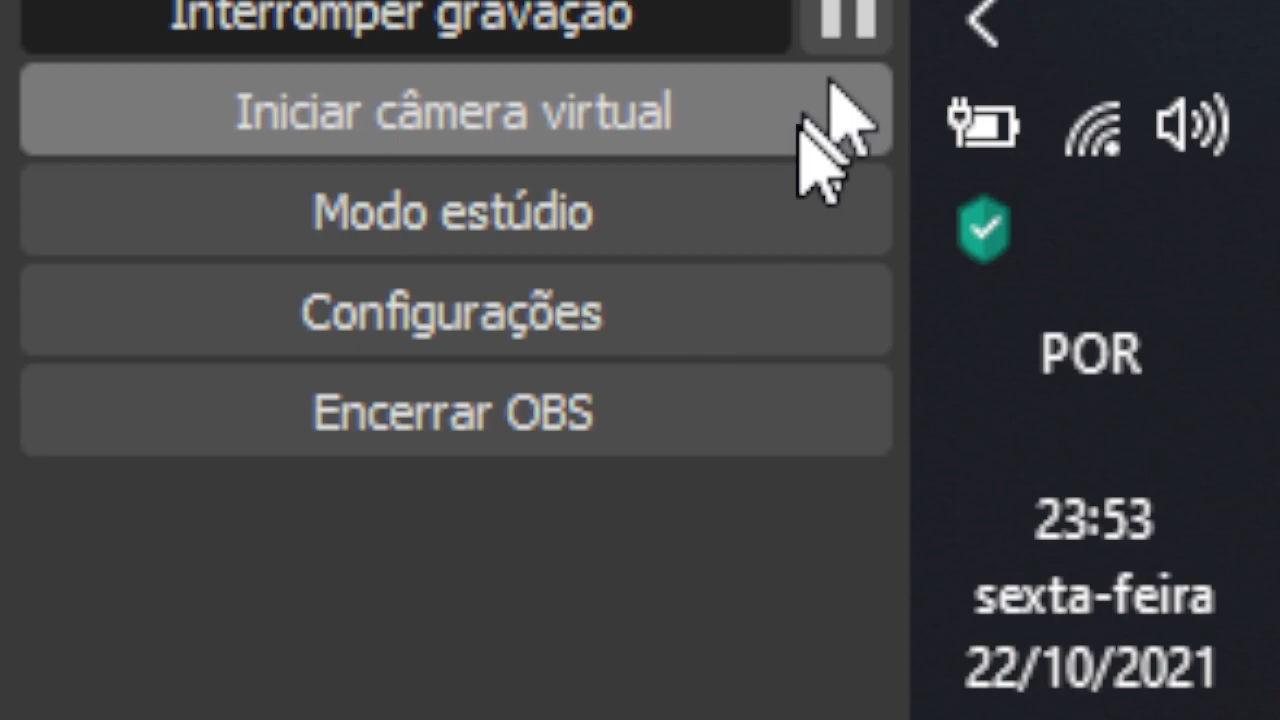 Interromper gravação
Iniciar câmera virtual
Modo estúdio
Configurações
Encerrar OBS
POR
23:53
sexta-feira
22/10/2021